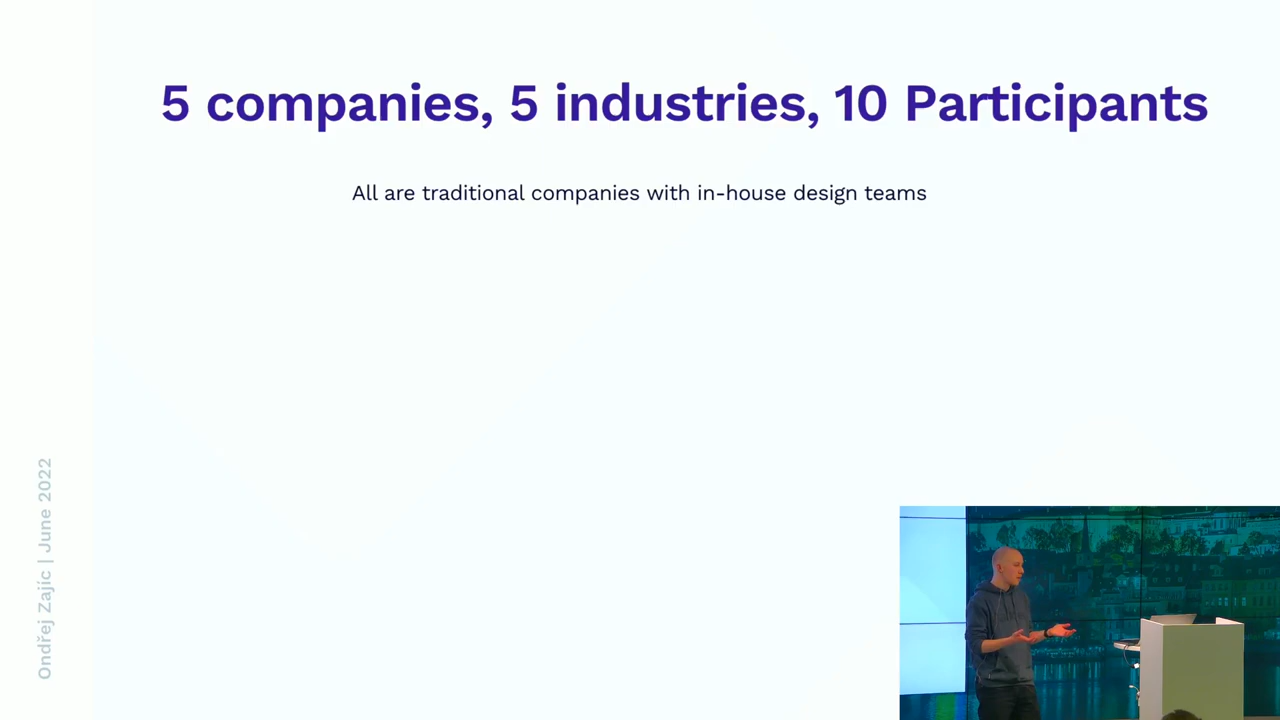 5 companies, 5 industries, 10 Participants
All are traditional companies with in-house design teams
Ondřej Zajíc | June 2022